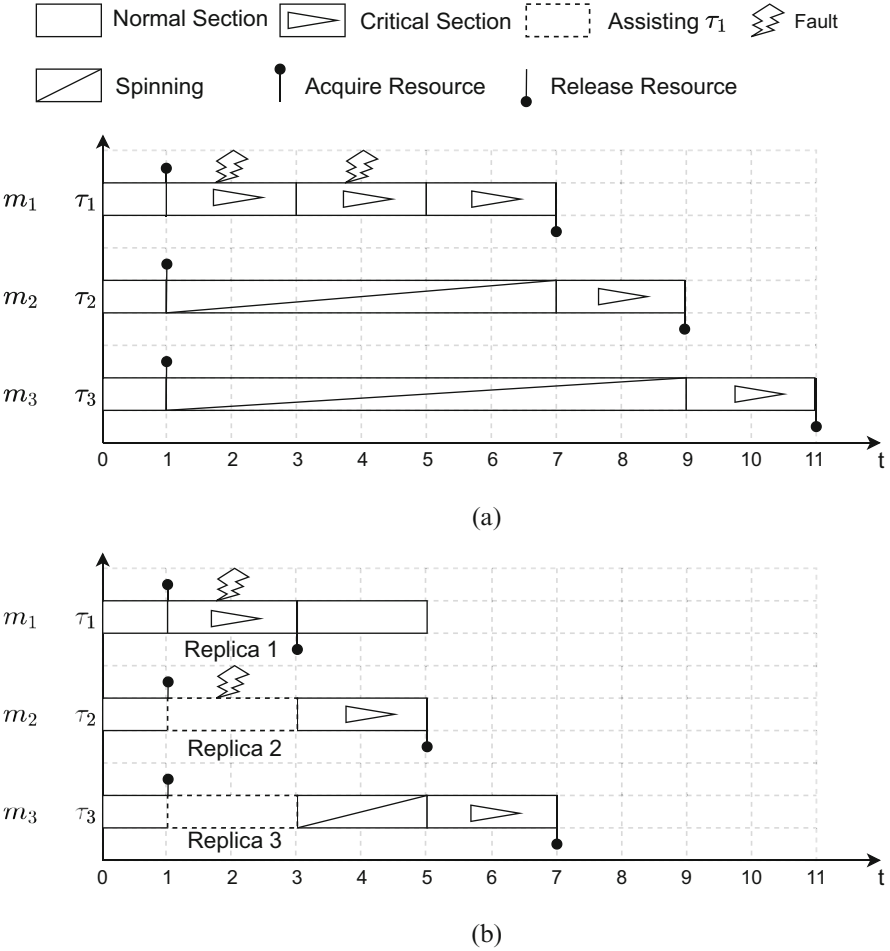 Normal Section Critical Section Assisting τ₁ Fault
Spinning Acquire Resource Release Resource
m₁ τ₁
m₂ τ₂
m₃ τ₃
0 1 2 3 4 5 6 7 8 9 10 11 t
(a)
m₁ τ₁
Replica 1
m₂ τ₂
Replica 2
m₃ τ₃
Replica 3
0 1 2 3 4 5 6 7 8 9 10 11 t
(b)